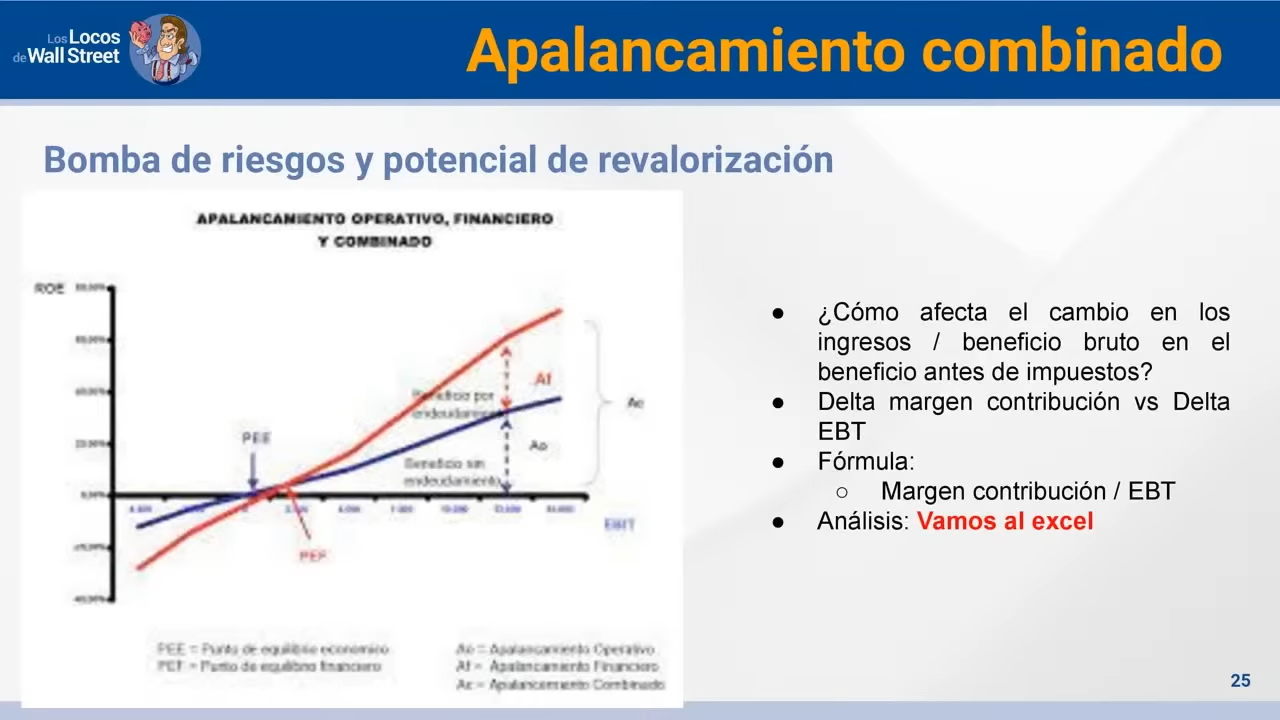 Los Locos
de Wall Street
Apalancamiento combinado
Bomba de riesgos y potencial de revalorización
APALANCAMIENTO OPERATIVO, FINANCIERO
Y COMBINADO
ROE
Af
Beneficio por
endeudamiento
Ac
PEE
Ao
Beneficio sin
endeudamiento
EBIT
PEF
PEE = Punto de equilibrio economico
PEF = Punto de equilibrio financiero
Ao = Apalancamiento Operativo
Af = Apalancamiento Financiero
Ac = Apalancamiento Combinado
● ¿Cómo afecta el cambio en los
ingresos / beneficio bruto en el
beneficio antes de impuestos?
● Delta margen contribución vs Delta
EBT
● Fórmula:
○ Margen contribución / EBT
● Análisis: Vamos al excel
25